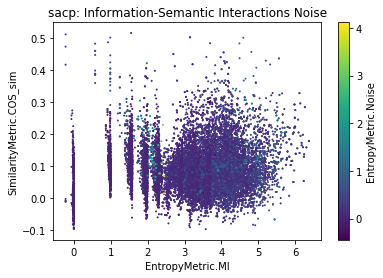 sacp: Information-Semantic Interactions Noise
SimilarityMetric.COS_sim
0.5
0.4
0.3
0.2
0.1
0.0
−0.1
0 1 2 3 4 5 6
EntropyMetric.MI
4
3
2
1
0
EntropyMetric.Noise